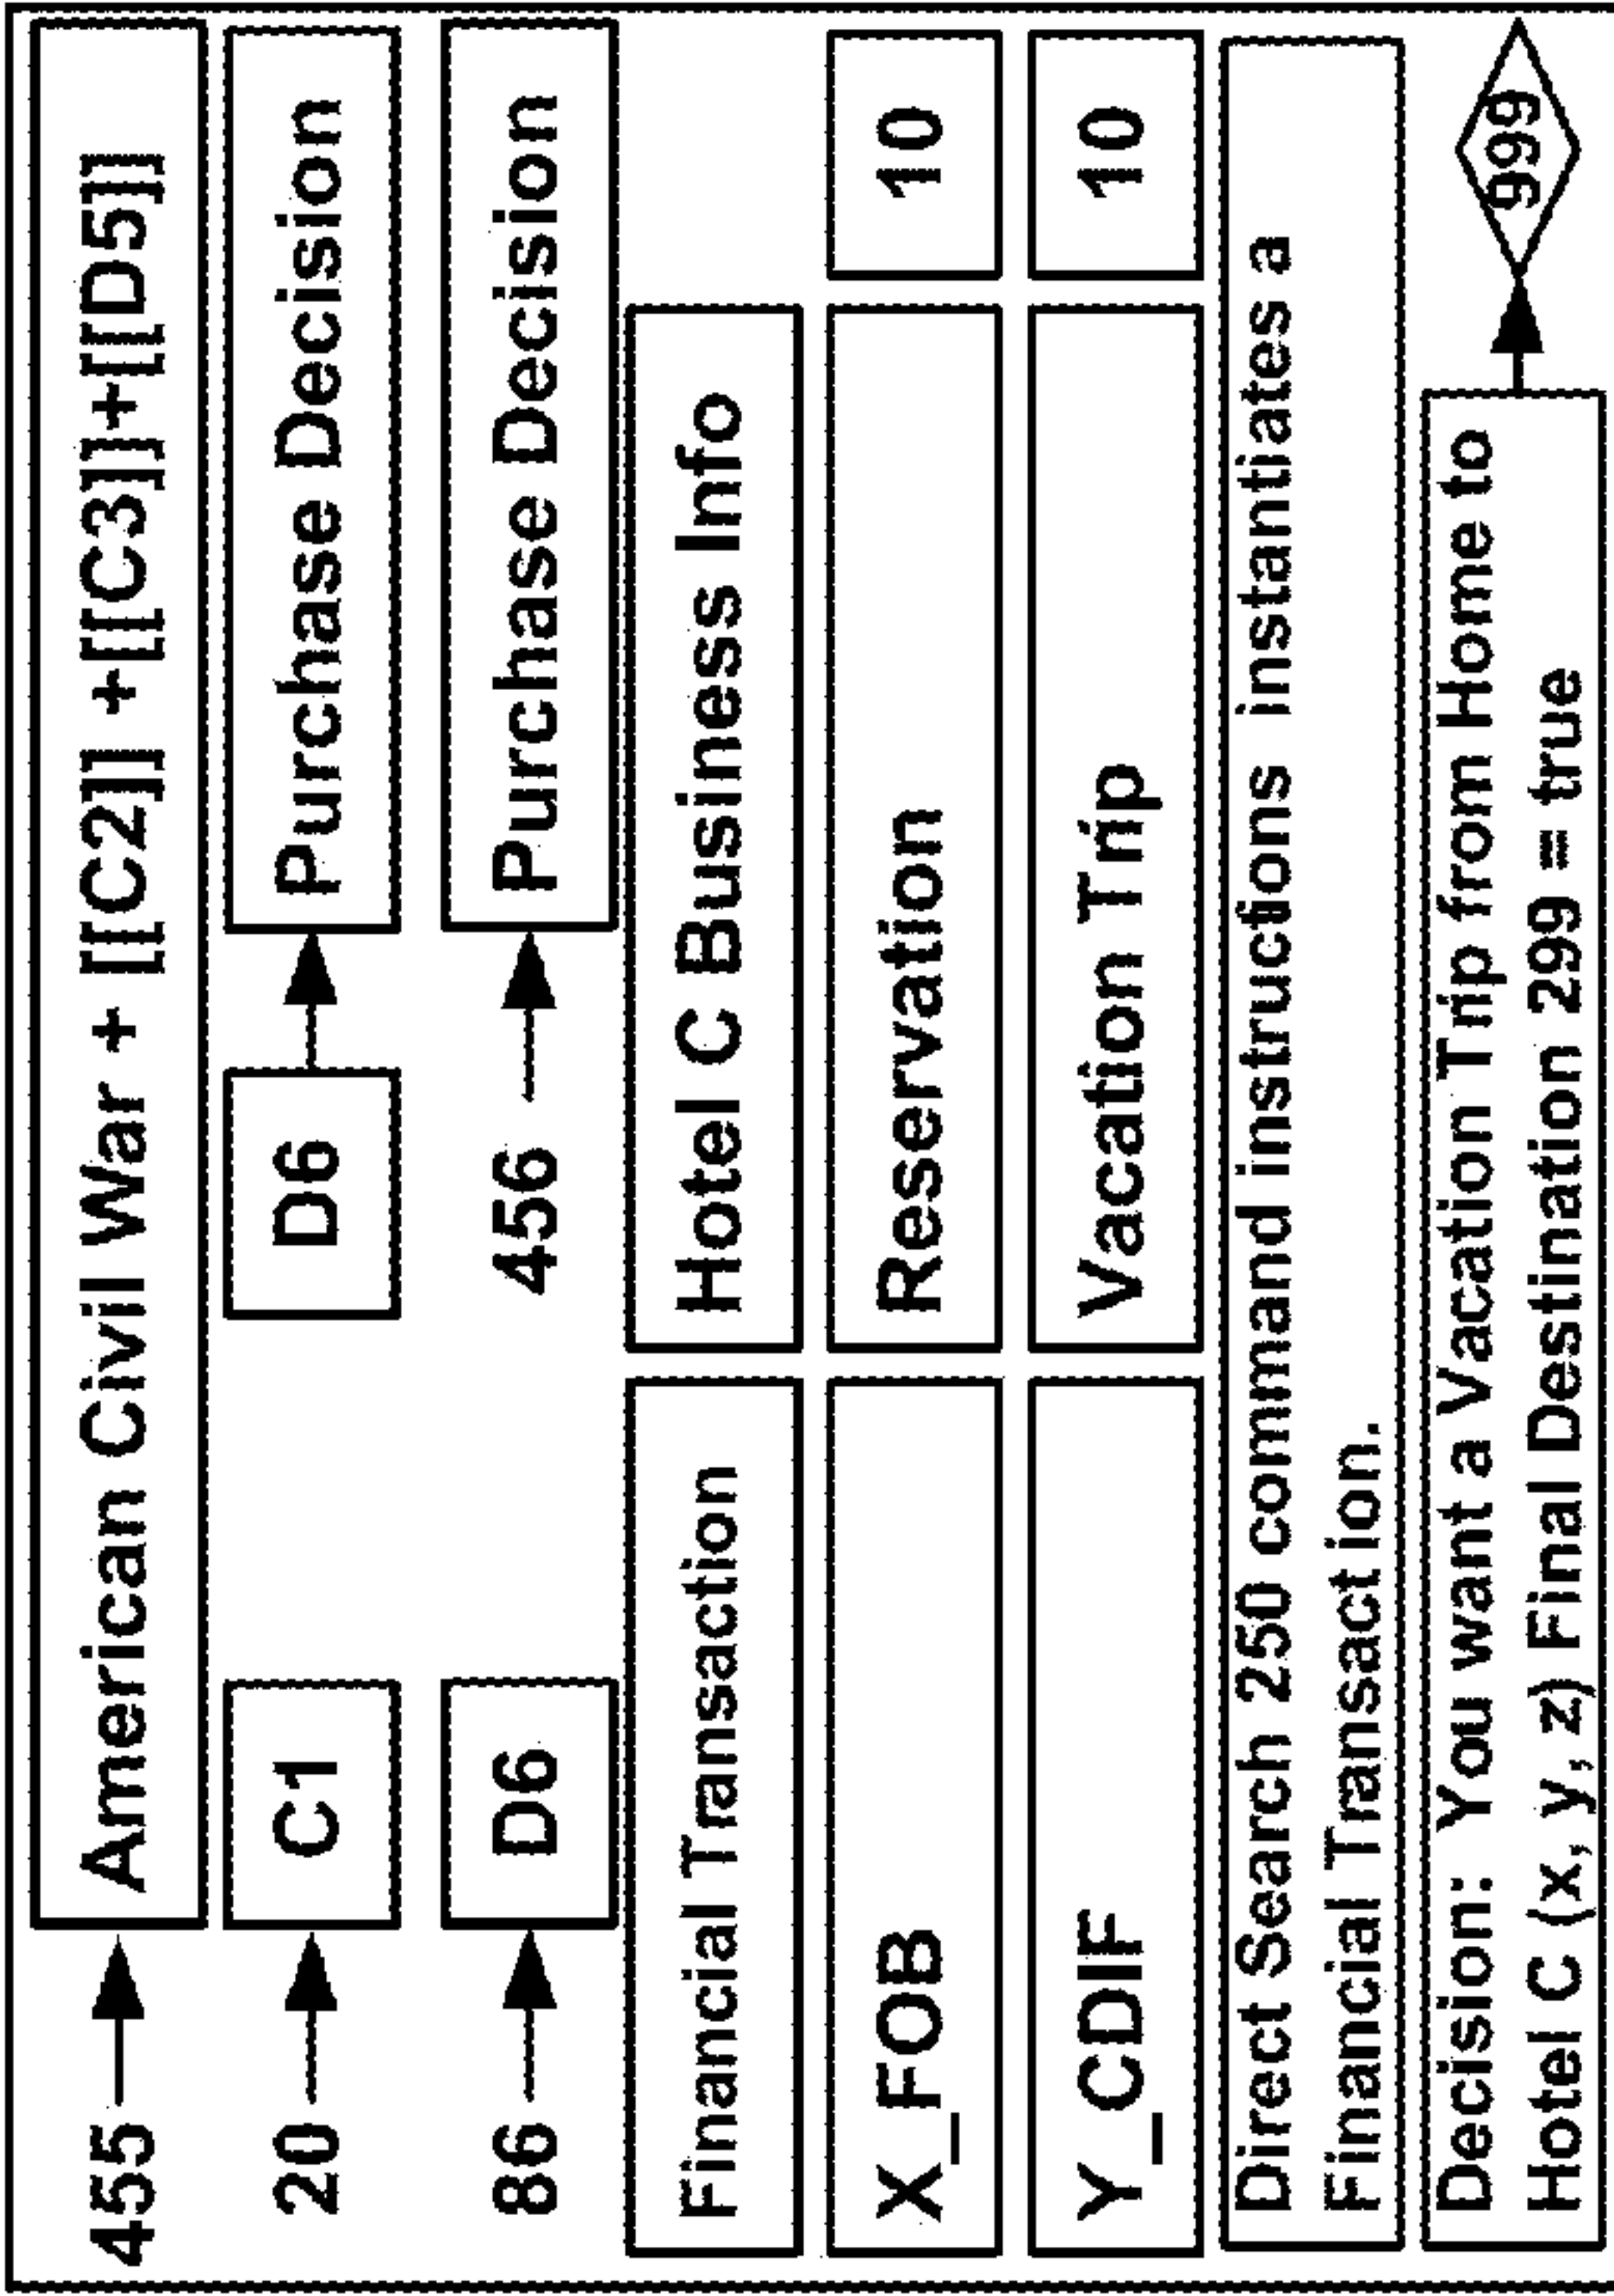 455 American Civil War + [[C2]] +[[C3]]+[[D5]]
20 C1 D6 Purchase Decision
86 D6 456 Purchase Decision
Financial Transaction Hotel C Business Info
X_FOB Reservation 10
Y_CDIF Vacation Trip 10
Direct Search 250 command instructions instantiates a
Financial Transaction.
Decision: You want a Vacation Trip from Home to
Hotel C (x, y, z) Final Destination 299 = true
999